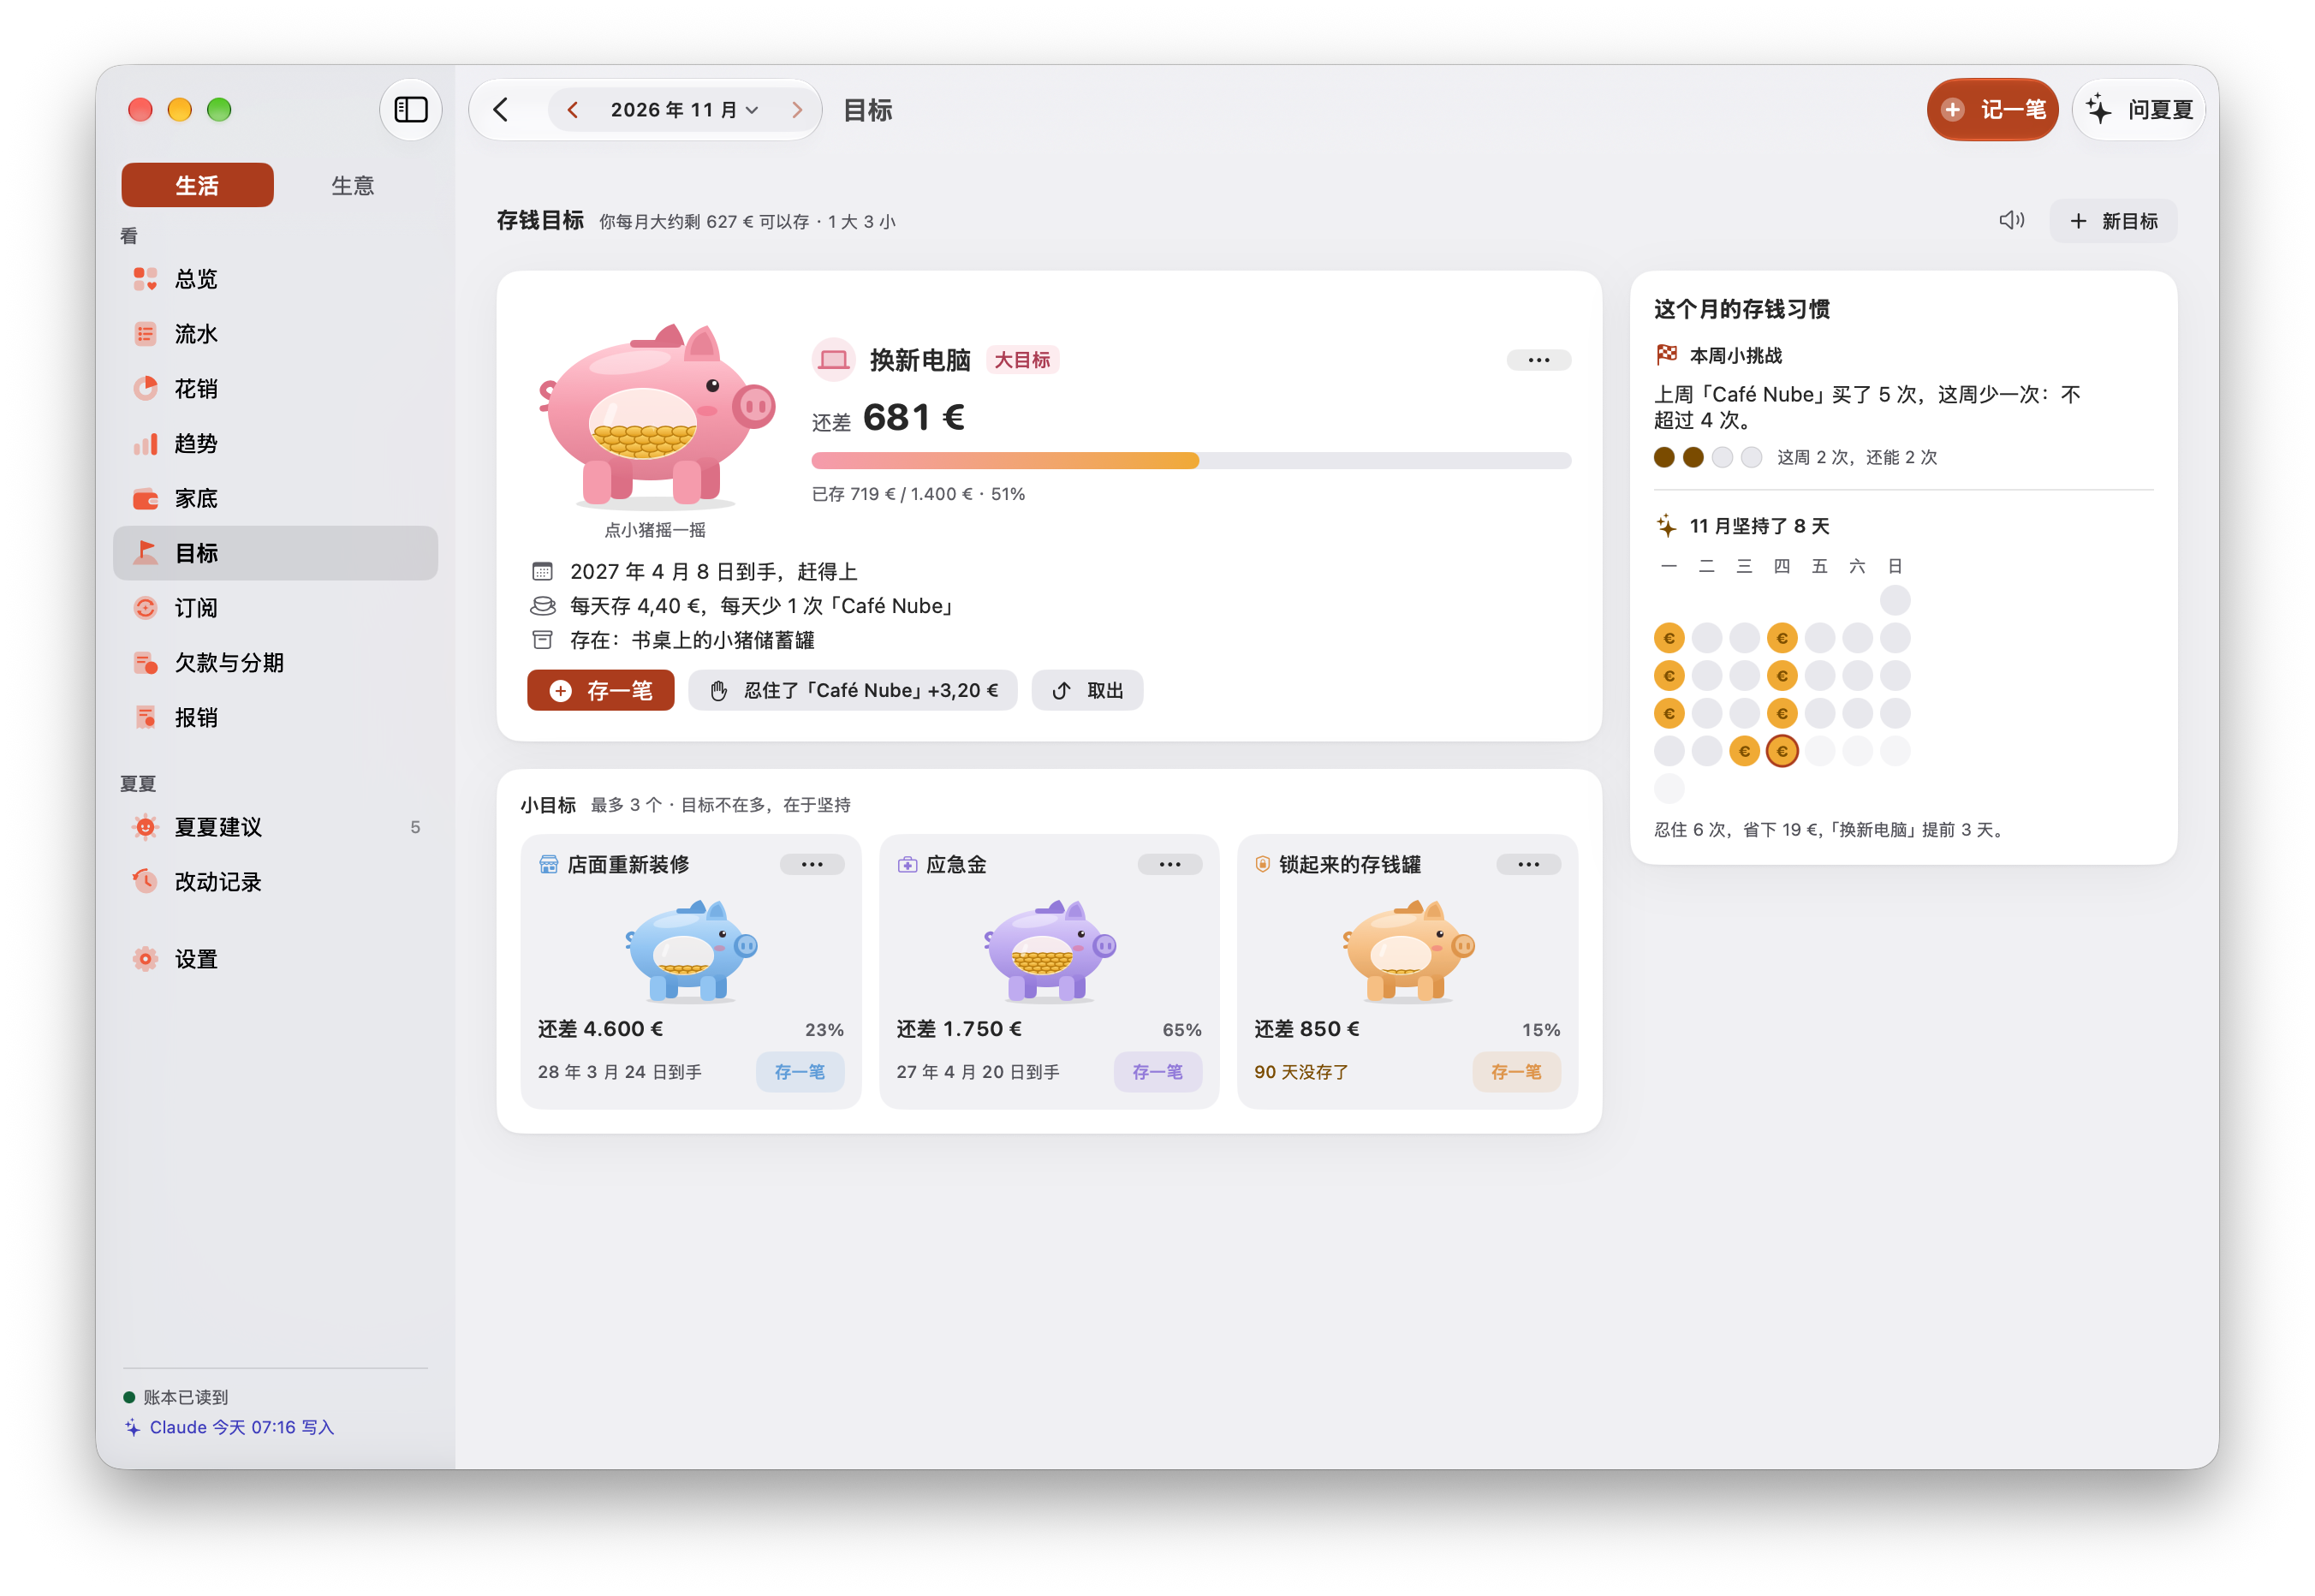 2026 年 11 月
目标
记一笔
问夏夏
生活
生意
看
总览
流水
花销
趋势
家底
目标
订阅
欠款与分期
报销
夏夏
夏夏建议
5
改动记录
设置
账本已读到
Claude 今天 07:16 写入
存钱目标
你每月大约剩 627 € 可以存 · 1 大 3 小
新目标
换新电脑
大目标
还差 681 €
已存 719 € / 1.400 € · 51%
点小猪摇一摇
2027 年 4 月 8 日到手，赶得上
每天存 4,40 €，每天少 1 次「Café Nube」
存在：书桌上的小猪储蓄罐
存一笔
忍住了「Café Nube」+3,20 €
取出
小目标
最多 3 个 · 目标不在多，在于坚持
店面重新装修
还差 4.600 €
23%
28 年 3 月 24 日到手
存一笔
应急金
还差 1.750 €
65%
27 年 4 月 20 日到手
存一笔
锁起来的存钱罐
还差 850 €
15%
90 天没存了
存一笔
这个月的存钱习惯
本周小挑战
上周「Café Nube」买了 5 次，这周少一次：不
超过 4 次。
这周 2 次，还能 2 次
11 月坚持了 8 天
一 二 三 四 五 六 日
€ €
€ €
€ €
€ €
忍住 6 次，省下 19 €，「换新电脑」提前 3 天。